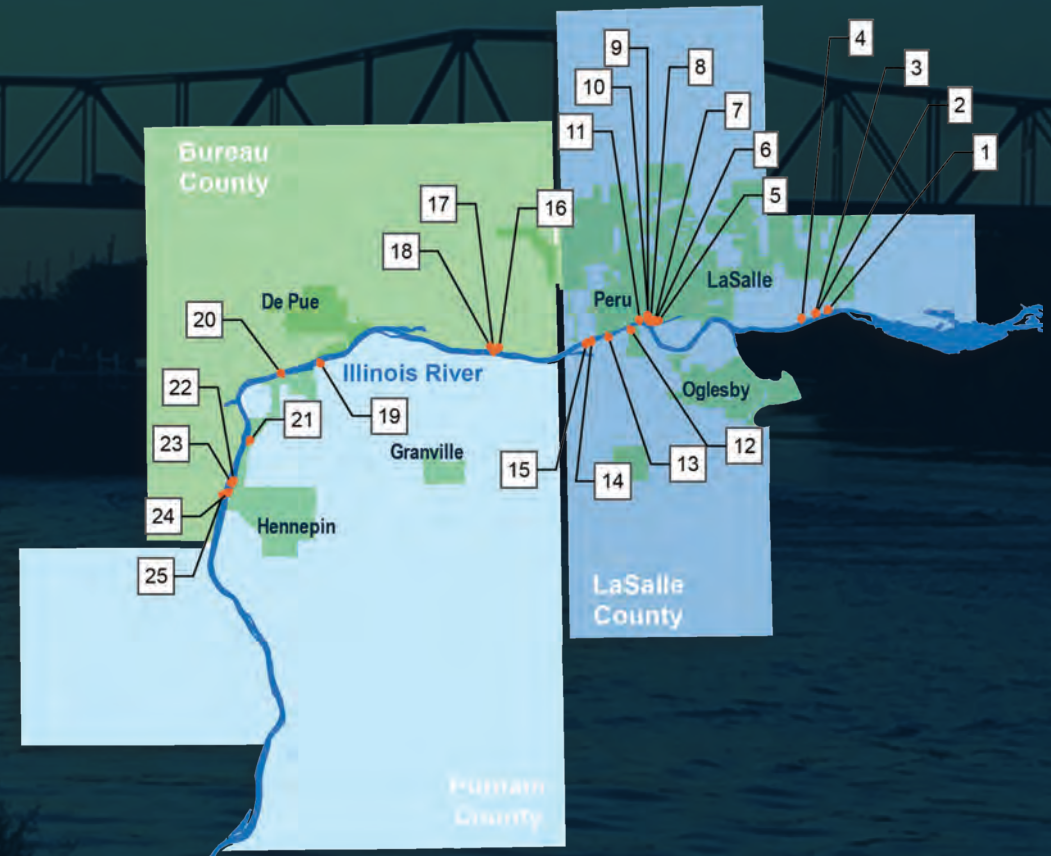 9
4
8
3
10
7
2
11
6
1
Bureau
County
5
17
16
18
LaSalle
De Pue
Peru
20
Illinois River
22
Oglesby
21
19
23
Granville
12
15
13
14
24
Hennepin
25
LaSalle
County
Putnam
County